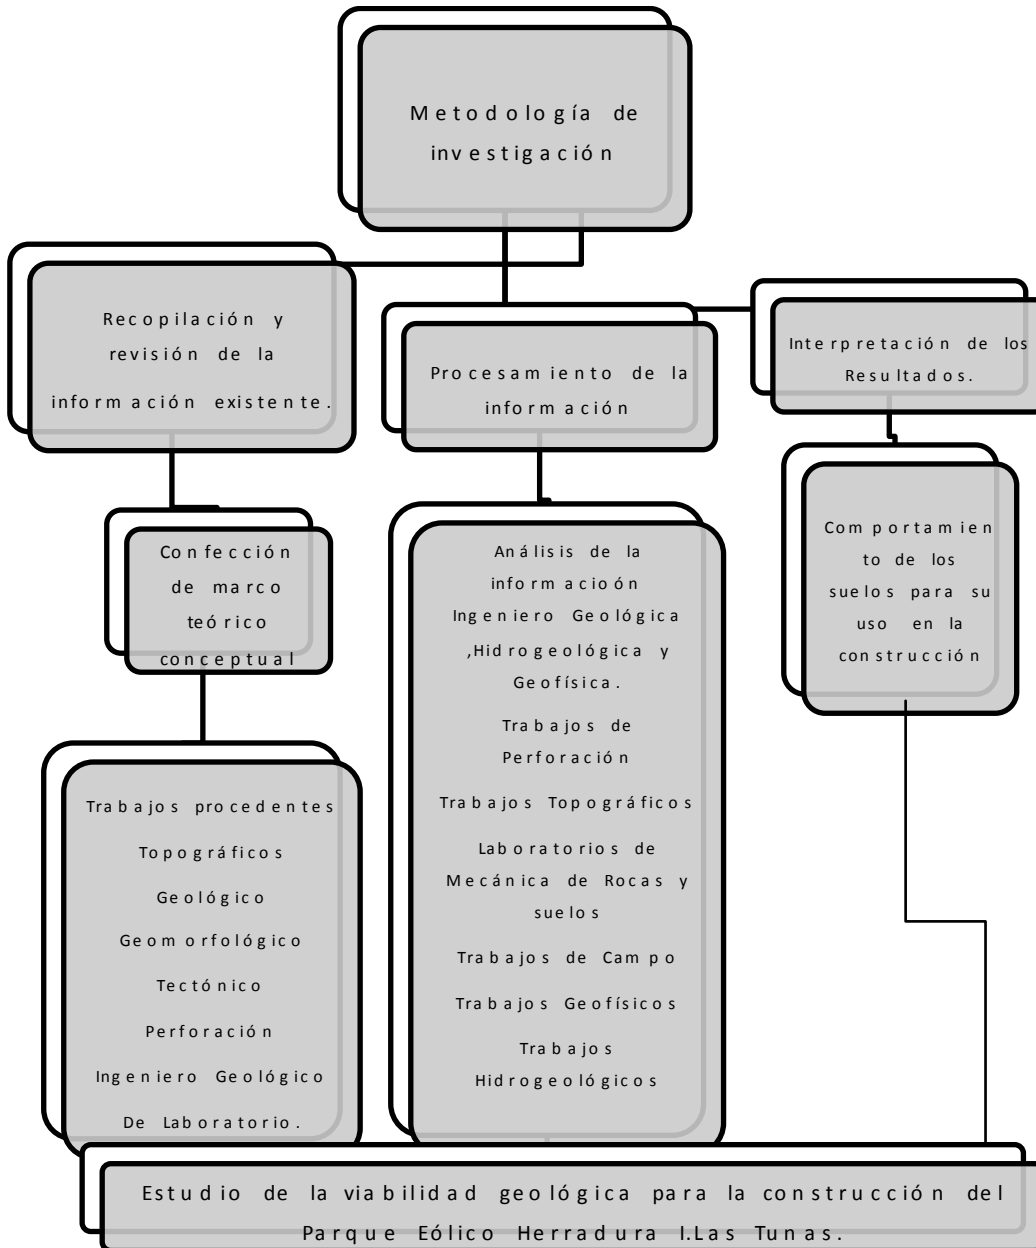 Metodología de
investigación
Recopilación y
revisión de la
información existente.
Procesamiento de la
información
Interpretación de los
Resultados.
Confección
de marco
teórico
conceptual
Análisis de la
informacioón
Ingeniero Geológica
,Hidrogeológica y
Geofísica.
Trabajos de
Perforación
Trabajos Topográficos
Laboratorios de
Mecánica de Rocas y
suelos
Trabajos de Campo
Trabajos Geofísicos
Trabajos
Hidrogeológicos
Comportamien
to de los
suelos para su
uso en la
construcción
Trabajos procedentes
Topográficos
Geológico
Geomorfológico
Tectónico
Perforación
Ingeniero Geológico
De Laboratorio.
Estudio de la viabilidad geológica para la construcción del
Parque Eólico Herradura I.Las Tunas.